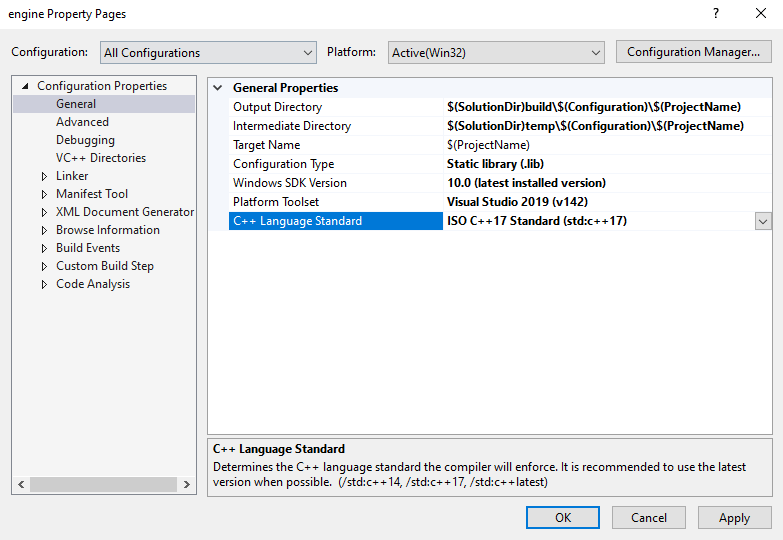 engine Property Pages
?
Configuration: All Configurations Platform: Active(Win32) Configuration Manager...
Configuration Properties
General
Advanced
Debugging
VC++ Directories
Linker
Manifest Tool
XML Document Generator
Browse Information
Build Events
Custom Build Step
Code Analysis
General Properties
Output Directory $(SolutionDir)build\$(Configuration)\$(ProjectName)
Intermediate Directory $(SolutionDir)temp\$(Configuration)\$(ProjectName)
Target Name $(ProjectName)
Configuration Type Static library (.lib)
Windows SDK Version 10.0 (latest installed version)
Platform Toolset Visual Studio 2019 (v142)
C++ Language Standard ISO C++17 Standard (std:c++17)
C++ Language Standard
Determines the C++ language standard the compiler will enforce. It is recommended to use the latest
version when possible.  (/std:c++14, /std:c++17, /std:c++latest)
OK Cancel Apply